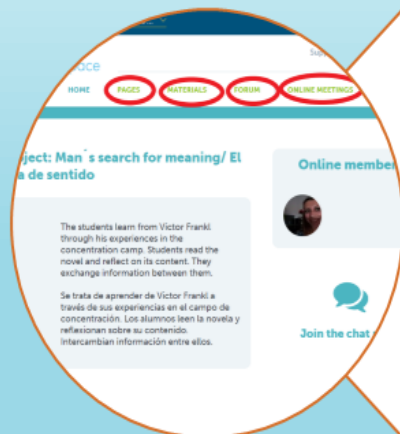 HOME PAGES MATERIALS FORUM ONLINE MEETINGS
ject: Man´s search for meaning/ El
a de sentido
Online member
The students learn from Victor Frankl
through his experiences in the
concentration camp. Students read the
novel and reflect on its content. They
exchange information between them.
Se trata de aprender de Victor Frankl a
través de sus experiencias en el campo de
concentración. Los alumnos leen la novela y
reflexionan sobre su contenido.
Intercambian información entre ellos.
Join the chat